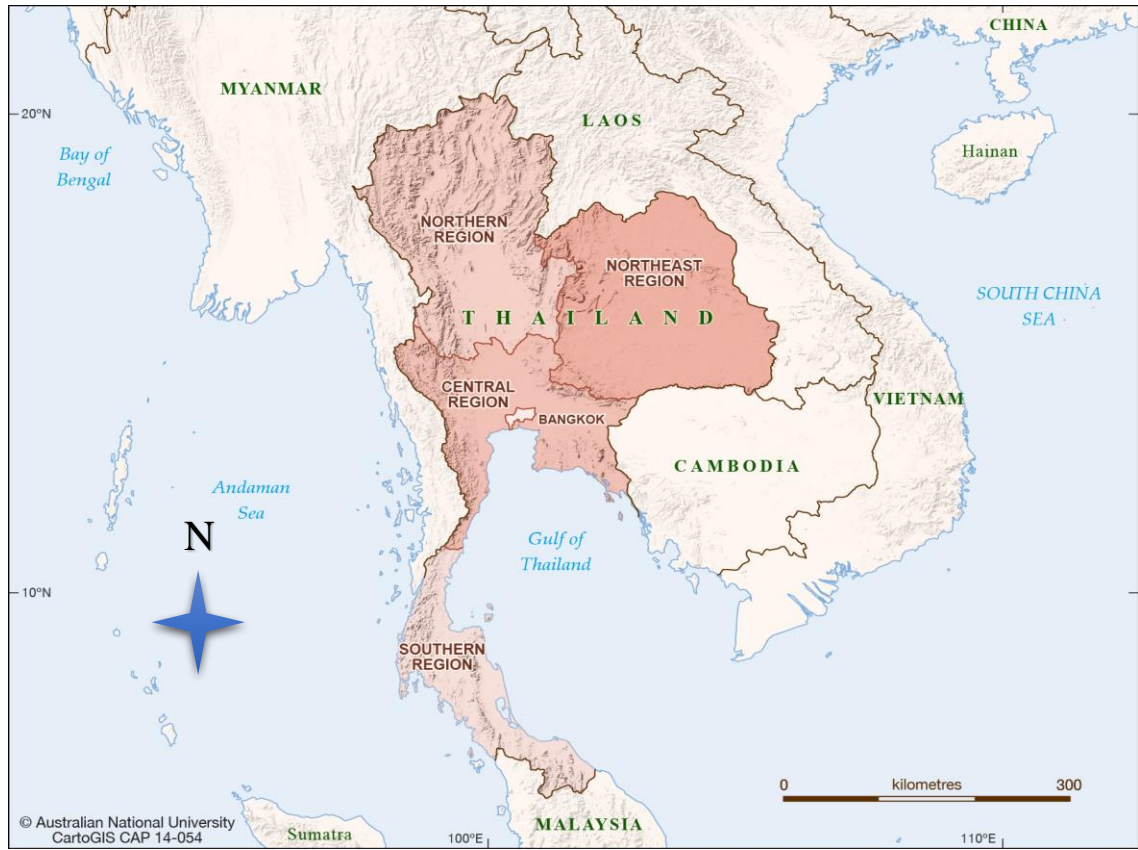 CHINA
MYANMAR
20°N
LAOS
Bay of
Bengal
Hainan
NORTHERN
REGION
NORTHEAST
REGION
SOUTH CHINA
SEA
THAILAND
CENTRAL
REGION
VIETNAM
BANGKOK
CAMBODIA
Andaman
Sea
N
Gulf of
Thailand
10°N
SOUTHERN
REGION
0 kilometres 300
© Australian National University
CartoGIS CAP 14-054
Sumatra
100°E
MALAYSIA
110°E